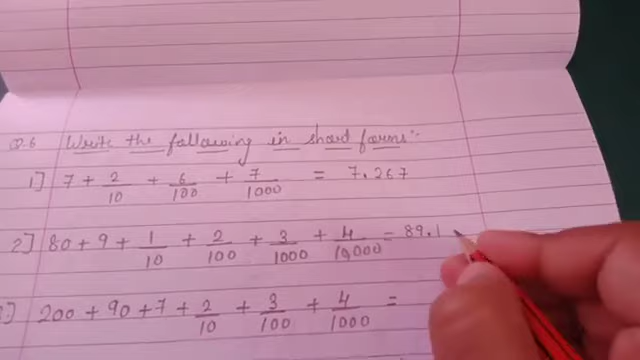 Q.6 Write the following in short forms:-
1] 7 + 2/10 + 6/100 + 7/1000 = 7.267
2] 80 + 9 + 1/10 + 2/100 + 3/1000 + 4/10000 = 89.1
3] 200 + 90 + 7 + 2/10 + 3/100 + 4/1000 =